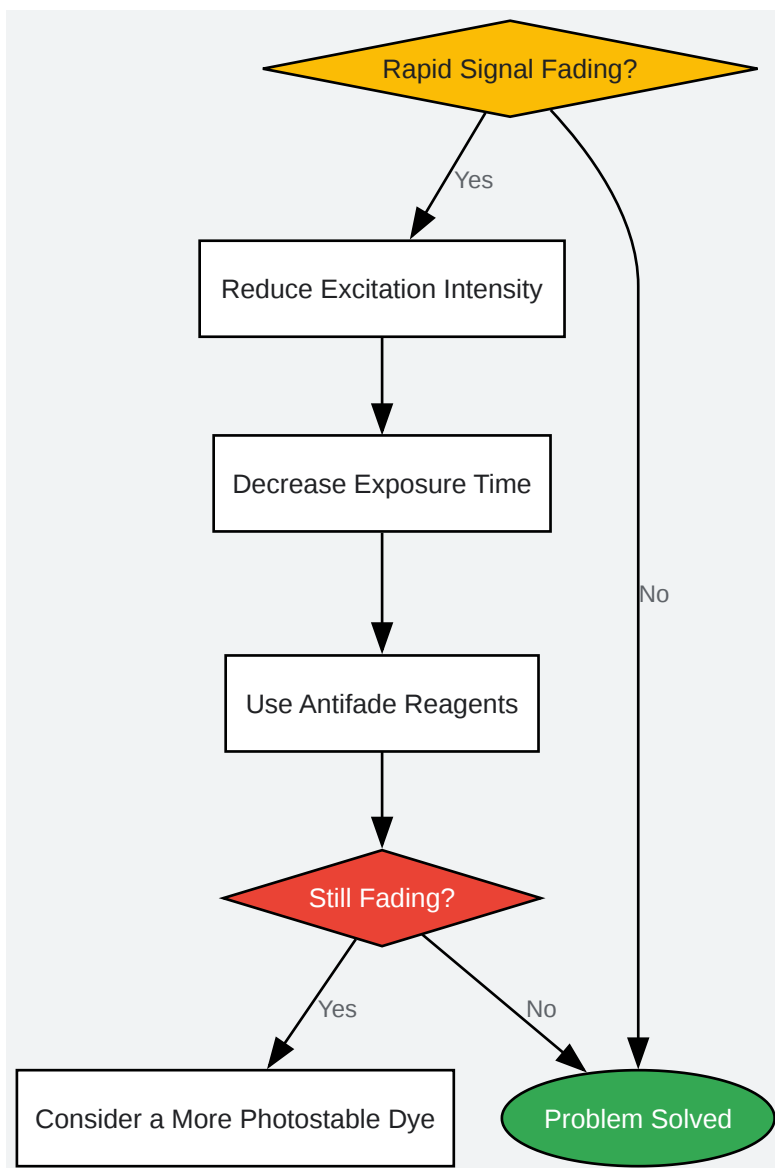 Rapid Signal Fading?
Yes
Reduce Excitation Intensity
Decrease Exposure Time
No
Use Antifade Reagents
Still Fading?
Yes
No
Consider a More Photostable Dye
Problem Solved